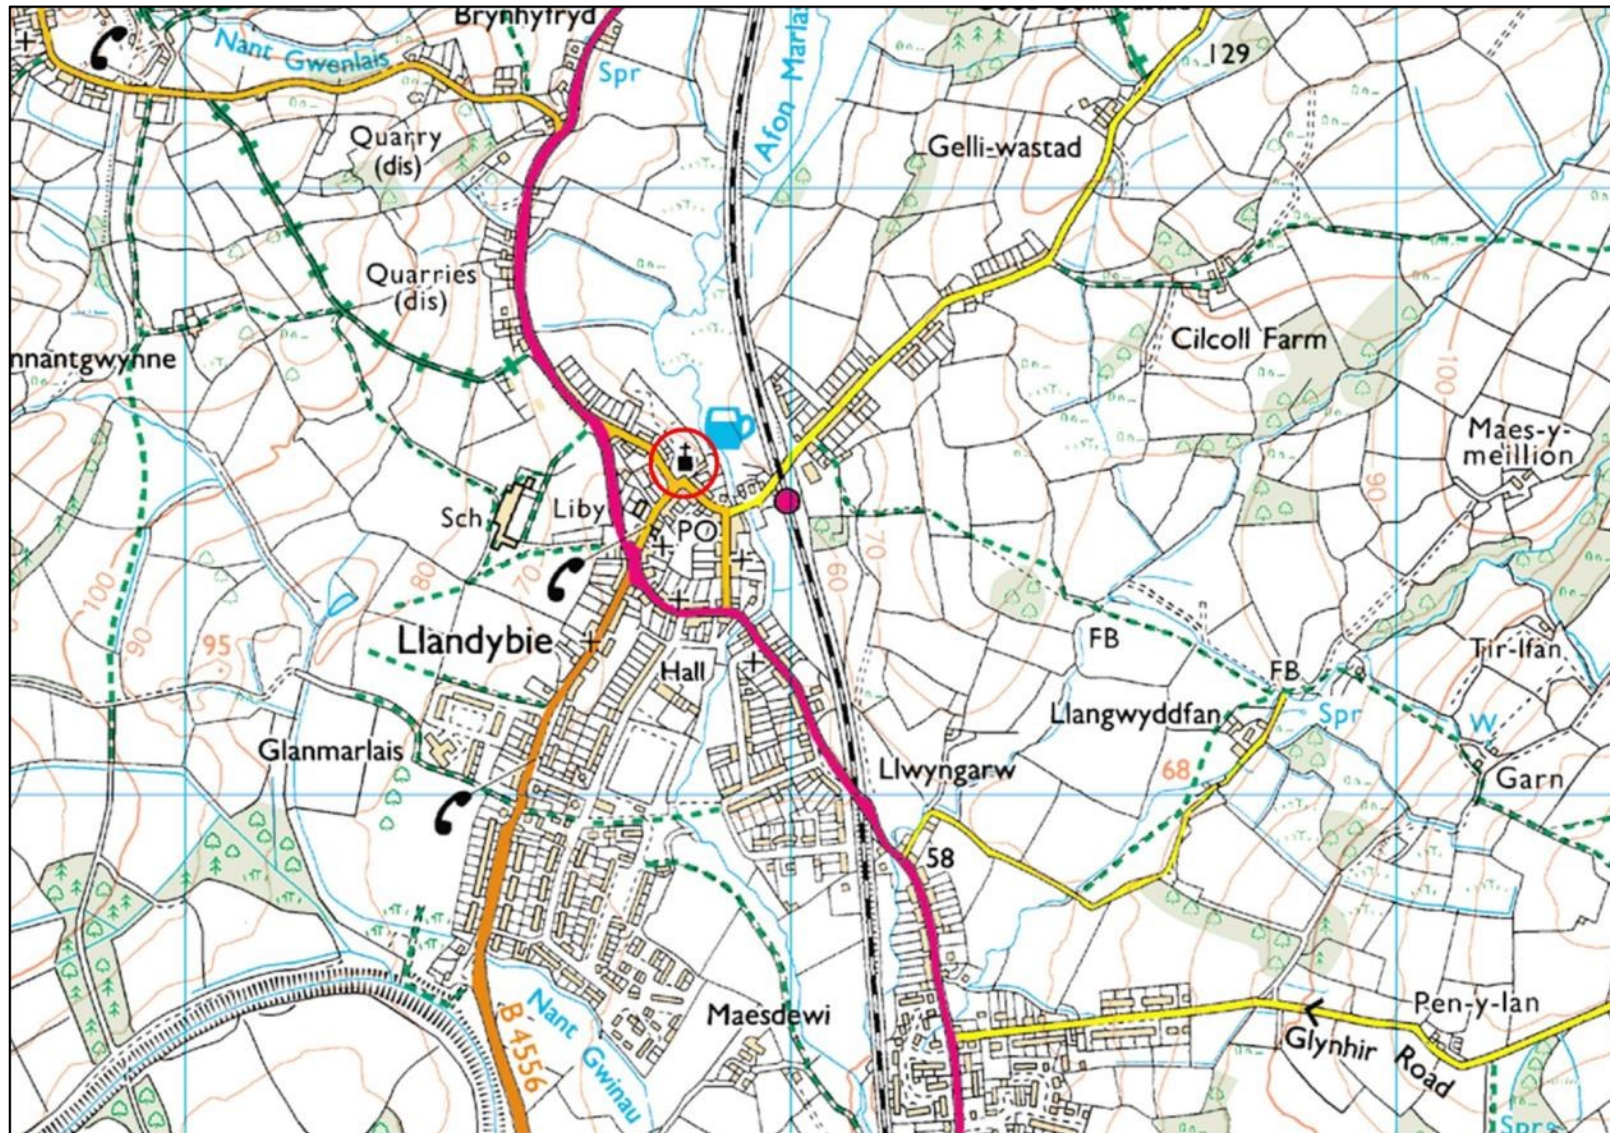 Brynhyfryd
Nant Gwenlais
Spr
Afon Marlas
129
Quarry
(dis)
Gelli-wastad
Quarries
(dis)
nnantgwynne
Cilcoll Farm
100
Maes-y-
meillion
90
Sch
Liby
PO
70
60
80
70
100
90
95
Llandybie
FB
FB
Tir-Ifan
Hall
Llangwyddfan
Spr
W
Glanmarlais
68
Llwyngarw
Garn
58
B 4556
Nant Gwinau
Maesdewi
Pen-y-lan
Glynhir Road
Sprs